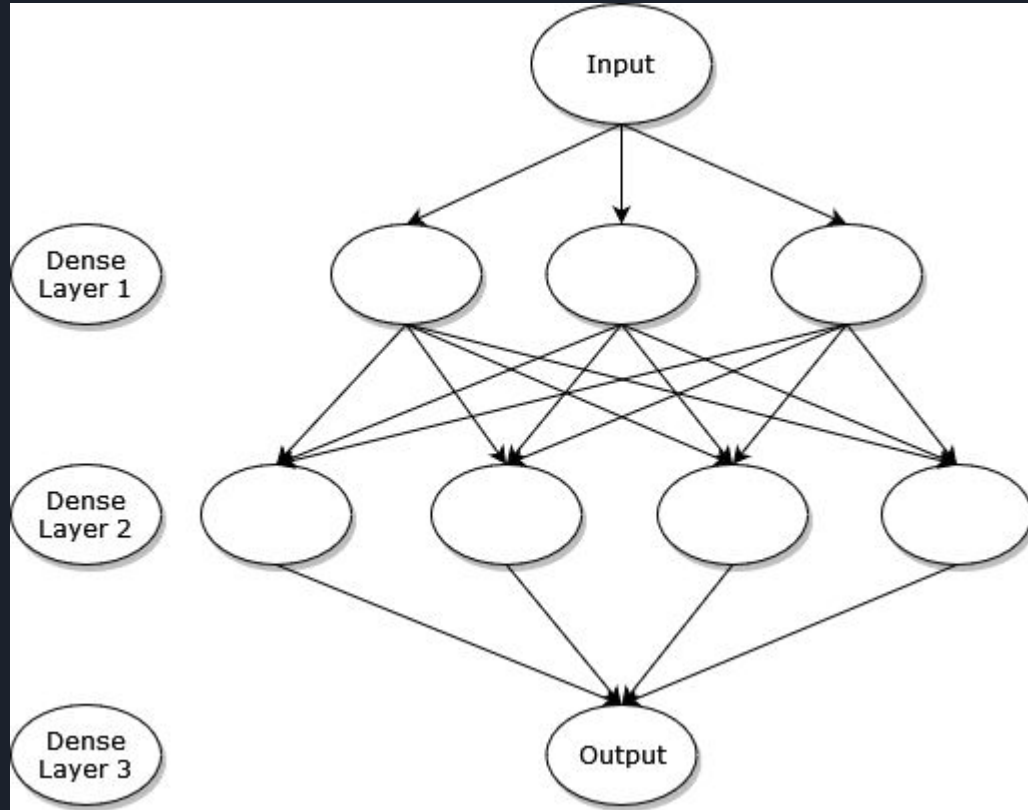 Input
Dense
Layer 1
Dense
Layer 2
Dense
Layer 3
Output